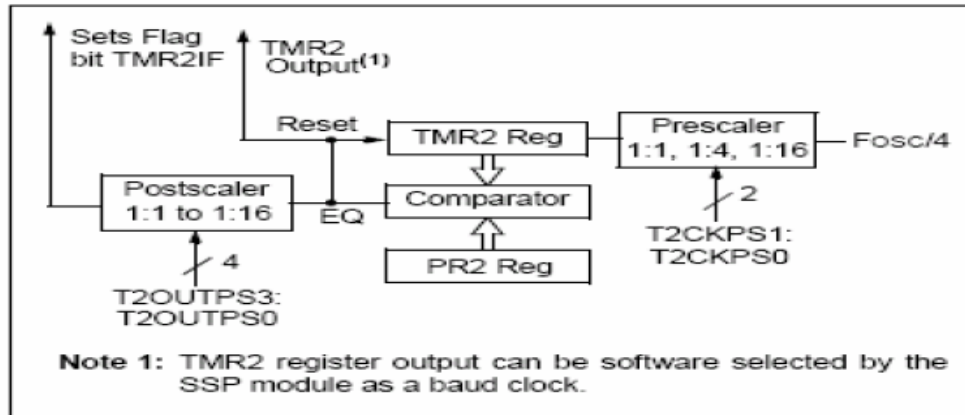 Sets Flag
bit TMR2IF
TMR2
Output(1)
Reset
TMR2 Reg
Prescaler
1:1, 1:4, 1:16
Fosc/4
Postscaler
1:1 to 1:16
EQ
Comparator
2
T2CKPS1:
T2CKPS0
PR2 Reg
4
T2OUTPS3:
T2OUTPS0
Note 1: TMR2 register output can be software selected by the
SSP module as a baud clock.